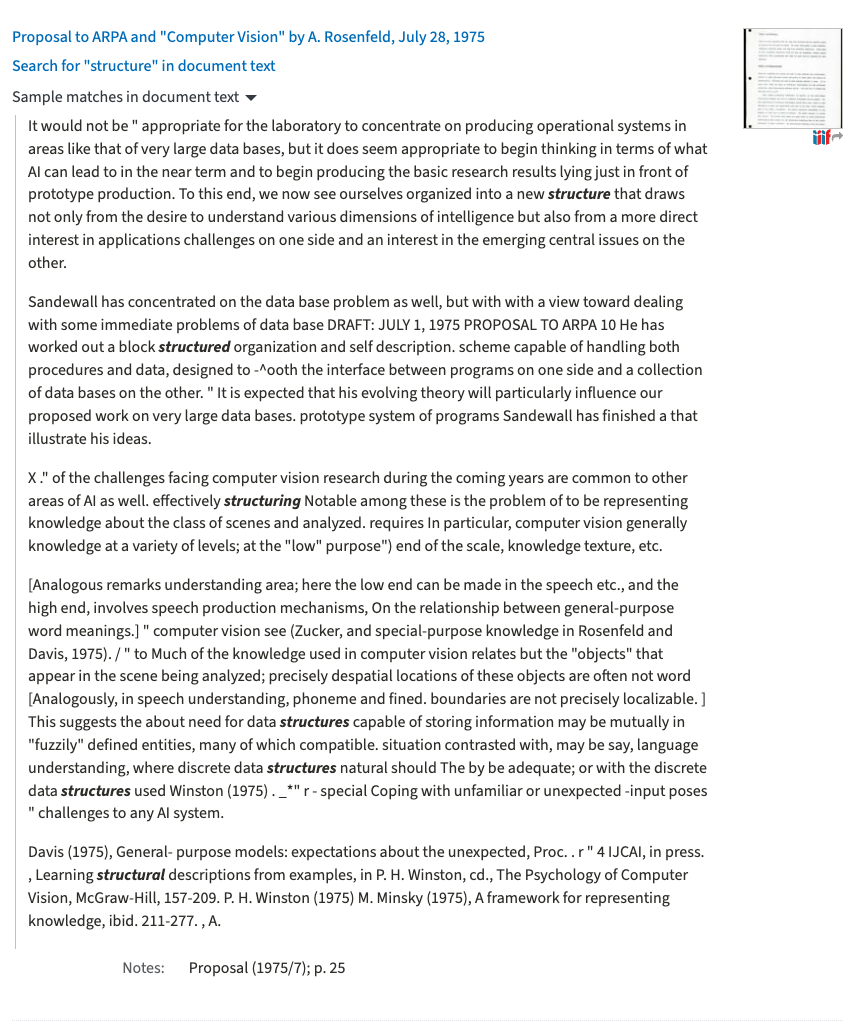 Proposal to ARPA and "Computer Vision" by A. Rosenfeld, July 28, 1975
Search for "structure" in document text
Sample matches in document text
It would not be " appropriate for the laboratory to concentrate on producing operational systems in
areas like that of very large data bases, but it does seem appropriate to begin thinking in terms of what
AI can lead to in the near term and to begin producing the basic research results lying just in front of
prototype production. To this end, we now see ourselves organized into a new structure that draws
not only from the desire to understand various dimensions of intelligence but also from a more direct
interest in applications challenges on one side and an interest in the emerging central issues on the
other.
Sandewall has concentrated on the data base problem as well, but with with a view toward dealing
with some immediate problems of data base DRAFT: JULY 1, 1975 PROPOSAL TO ARPA 10 He has
worked out a block structured organization and self description. scheme capable of handling both
procedures and data, designed to -^ooth the interface between programs on one side and a collection
of data bases on the other. " It is expected that his evolving theory will particularly influence our
proposed work on very large data bases. prototype system of programs Sandewall has finished a that
illustrate his ideas.
X ." of the challenges facing computer vision research during the coming years are common to other
areas of AI as well. effectively structuring Notable among these is the problem of to be representing
knowledge about the class of scenes and analyzed. requires In particular, computer vision generally
knowledge at a variety of levels; at the "low" purpose") end of the scale, knowledge texture, etc.
[Analogous remarks understanding area; here the low end can be made in the speech etc., and the
high end, involves speech production mechanisms, On the relationship between general-purpose
word meanings.] " computer vision see (Zucker, and special-purpose knowledge in Rosenfeld and
Davis, 1975). / " to Much of the knowledge used in computer vision relates but the "objects" that
appear in the scene being analyzed; precisely despatial locations of these objects are often not word
[Analogously, in speech understanding, phoneme and fined. boundaries are not precisely localizable. ]
This suggests the about need for data structures capable of storing information may be mutually in
"fuzzily" defined entities, many of which compatible. situation contrasted with, may be say, language
understanding, where discrete data structures natural should The by be adequate; or with the discrete
data structures used Winston (1975) . _*" r - special Coping with unfamiliar or unexpected -input poses
" challenges to any AI system.
Davis (1975), General- purpose models: expectations about the unexpected, Proc. . r " 4 IJCAI, in press.
, Learning structural descriptions from examples, in P. H. Winston, cd., The Psychology of Computer
Vision, McGraw-Hill, 157-209. P. H. Winston (1975) M. Minsky (1975), A framework for representing
knowledge, ibid. 211-277. , A.
Notes: Proposal (1975/7); p. 25
iiif